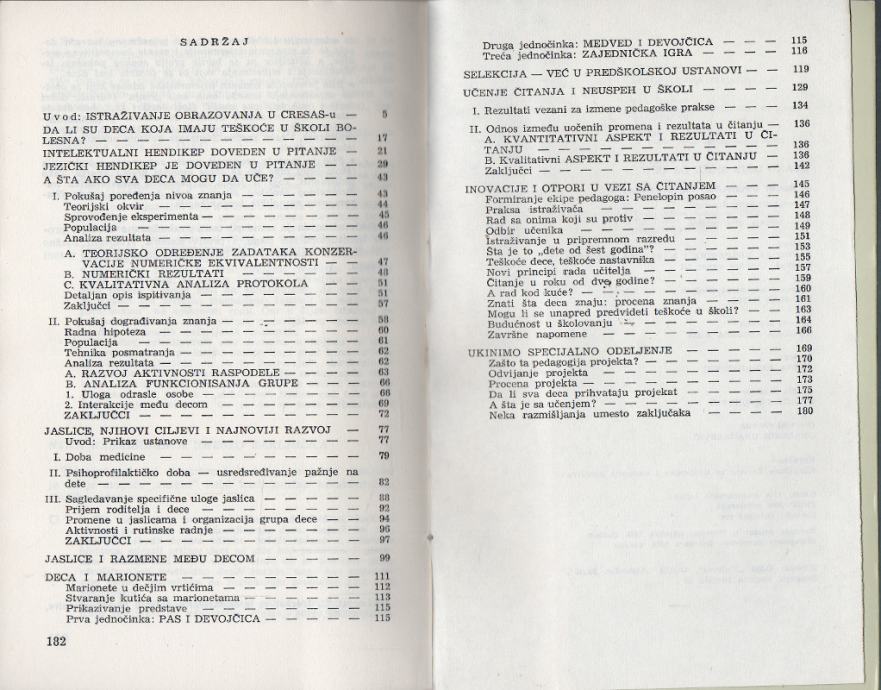 SADRŽAJ
Uvod: ISTRAŽIVANJE OBRAZOVANJA U CRESAS-u — 5
DA LI SU DECA KOJA IMAJU TEŠKOĆE U ŠKOLI BO-
LESNA? — — — — — — — — — — — 17
INTELEKTUALNI HENDIKEP DOVEDEN U PITANJE — 21
JEZIČKI HENDIKEP JE DOVEDEN U PITANJE — — 29
A ŠTA AKO SVA DECA MOGU DA UČE? — — — — 43
I. Pokušaj poređenja nivoa znanja — — — — — 43
Teorijski okvir — — — — — — — — — 44
Sprovođenje eksperimenta — — — — — — — 45
Populacija — — — — — — — — — — 46
Analiza rezultata — — — — — — — — — 46
A. TEORIJSKO ODREĐENJE ZADATAKA KONZER-
VACIJE NUMERIČKE EKVIVALENTNOSTI — — 47
B. NUMERIČKI REZULTATI — — — — — — 48
C. KVALITATIVNA ANALIZA PROTOKOLA — — 51
Detaljan opis ispitivanja — — — — — — — 51
Zaključci — — — — — — — — — — 57
II. Pokušaj dograđivanja znanja — — — — — — 58
Radna hipoteza — — — — — — — — — 60
Populacija — — — — — — — — — — 61
Tehnika posmatranja — — — — — — — — 62
Analiza rezultata — — — — — — — — — 62
A. RAZVOJ AKTIVNOSTI RASPODELE — — — 63
B. ANALIZA FUNKCIONISANJA GRUPE — — — 66
1. Uloga odrasle osobe — — — — — — — 66
2. Interakcije među decom — — — — — — 69
ZAKLJUČCI — — — — — — — — — — 72
JASLICE, NJIHOVI CILJEVI I NAJNOVIJI RAZVOJ — — 77
Uvod: Prikaz ustanove — — — — — — — 77
I. Doba medicine — — — — — — — — — 79
II. Psihoprofilaktičko doba — usredsređivanje pažnje na
dete — — — — — — — — — — — — 82
III. Sagledavanje specifične uloge jaslica — — — — — 88
Prijem roditelja i dece — — — — — — — — 92
Promene u jaslicama i organizacija grupa dece — — — 94
Aktivnosti i rutinske radnje — — — — — — — 96
ZAKLJUČCI — — — — — — — — — — 97
JASLICE I RAZMENE MEĐU DECOM — — — — — 99
DECA I MARIONETE — — — — — — — — — 111
Marionete u dečjim vrtićima — — — — — — — 112
Stvaranje kutića sa marionetama — — — — — — 113
Prikazivanje predstave — — — — — — — — 115
Prva jednočinka: PAS I DEVOJČICA — — — — — 115
182
Druga jednočinka: MEDVED I DEVOJČICA — — — 115
Treća jednočinka: ZAJEDNIČKA IGRA — — — — 116
SELEKCIJA — VEĆ U PREDŠKOLSKOJ USTANOVI — — 119
UČENJE ČITANJA I NEUSPEH U ŠKOLI — — — — 129
I. Rezultati vezani za izmene pedagoške prakse — — — 134
II. Odnos između uočenih promena i rezultata u čitanju — 136
A. KVANTITATIVNI ASPEKT I REZULTATI U ČI-
TANJU — — — — — — — — — — — 136
B. Kvalitativni ASPEKT I REZULTATI U ČITANJU — 136
Zaključci — — — — — — — — — — 142
INOVACIJE I OTPORI U VEZI SA ČITANJEM — — — 145
Formiranje ekipe pedagoga: Penelopin posao — — — 146
Praksa istraživača — — — — — — — — 147
Rad sa onima koji su protiv — — — — — — 148
Odbir učenika — — — — — — — — — 149
Istraživanje u pripremnom razredu — — — — — 151
Šta je to „dete od šest godina"? — — — — — — 153
Teškoće dece, teškoće nastavnika — — — — — — 155
Novi principi rada učitelja — — — — — — — 157
Čitanje u roku od dve godine? — — — — — — 159
A rad kod kuće? — — — — — — — — — 160
Znati šta deca znaju: procena znanja — — — — — 161
Mogu li se unapred predvideti teškoće u školi? — — — 163
Budućnost u školovanju — — — — — — — 164
Završne napomene — — — — — — — — 166
UKINIMO SPECIJALNO ODELJENJE — — — — — 169
Zašto ta pedagogija projekta? — — — — — — 170
Odvijanje projekta — — — — — — — — 172
Procena projekta — — — — — — — — — 173
Da li sva deca prihvataju projekat — — — — — 175
A šta je sa učenjem? — — — — — — — — 177
Neka razmišljanja umesto zaključaka — — — — — 180